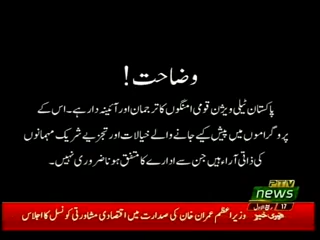 وضاحت!
پاکستان ٹیلی ویژن قومی امنگوں کا ترجمان اور آئینہ دار ہے۔ اس کے
پروگراموں میں پیش کیے جانے والے خیالات اور تجزیے شریک مہمانوں
کی ذاتی آراء ہیں جن سے ادارے کا متفق ہونا ضروری نہیں۔
PTV
news
17
وزیراعظم عمران خان کی صدارت میں اقتصادی مشاورتی کونسل کا اجلاس